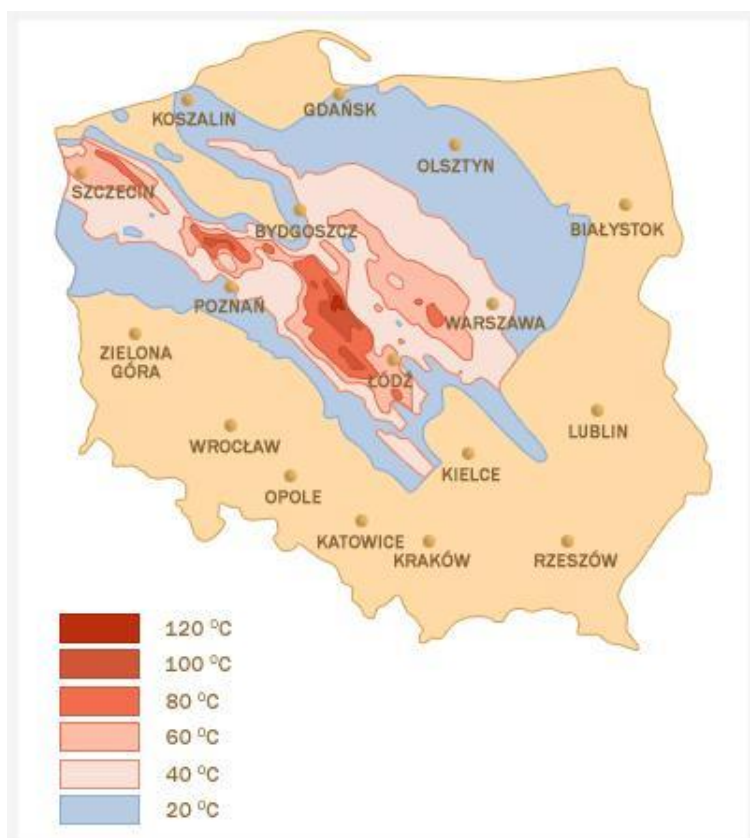 KOSZALIN
GDAŃSK
OLSZTYN
SZCZECIN
BYDGOSZCZ
BIAŁYSTOK
POZNAŃ
WARSZAWA
ZIELONA
GÓRA
ŁÓDŹ
LUBLIN
WROCŁAW
KIELCE
OPOLE
KATOWICE
KRAKÓW
RZESZÓW
120 °C
100 °C
80 °C
60 °C
40 °C
20 °C